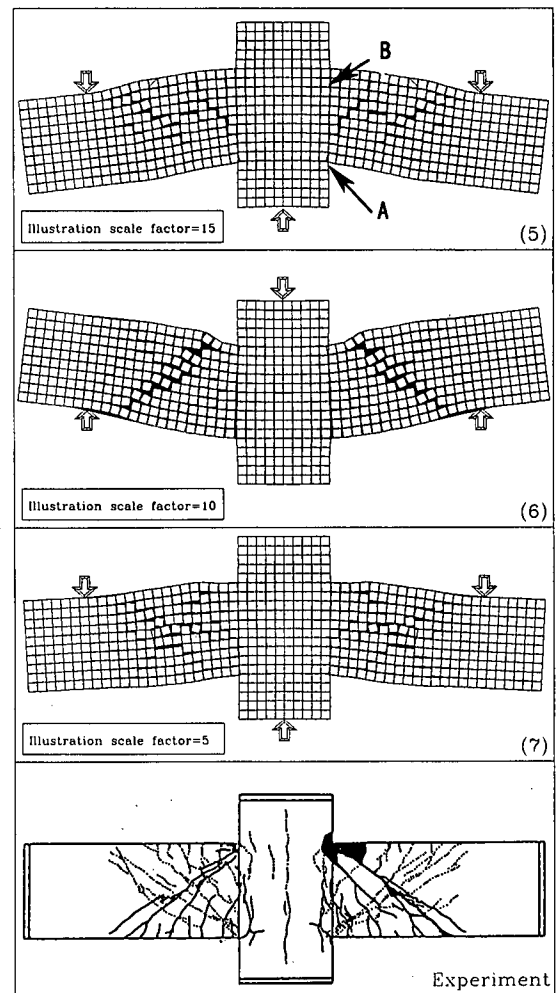 B
A
Illustration scale factor=15
(5)
Illustration scale factor=10
(6)
Illustration scale factor=5
(7)
Experiment